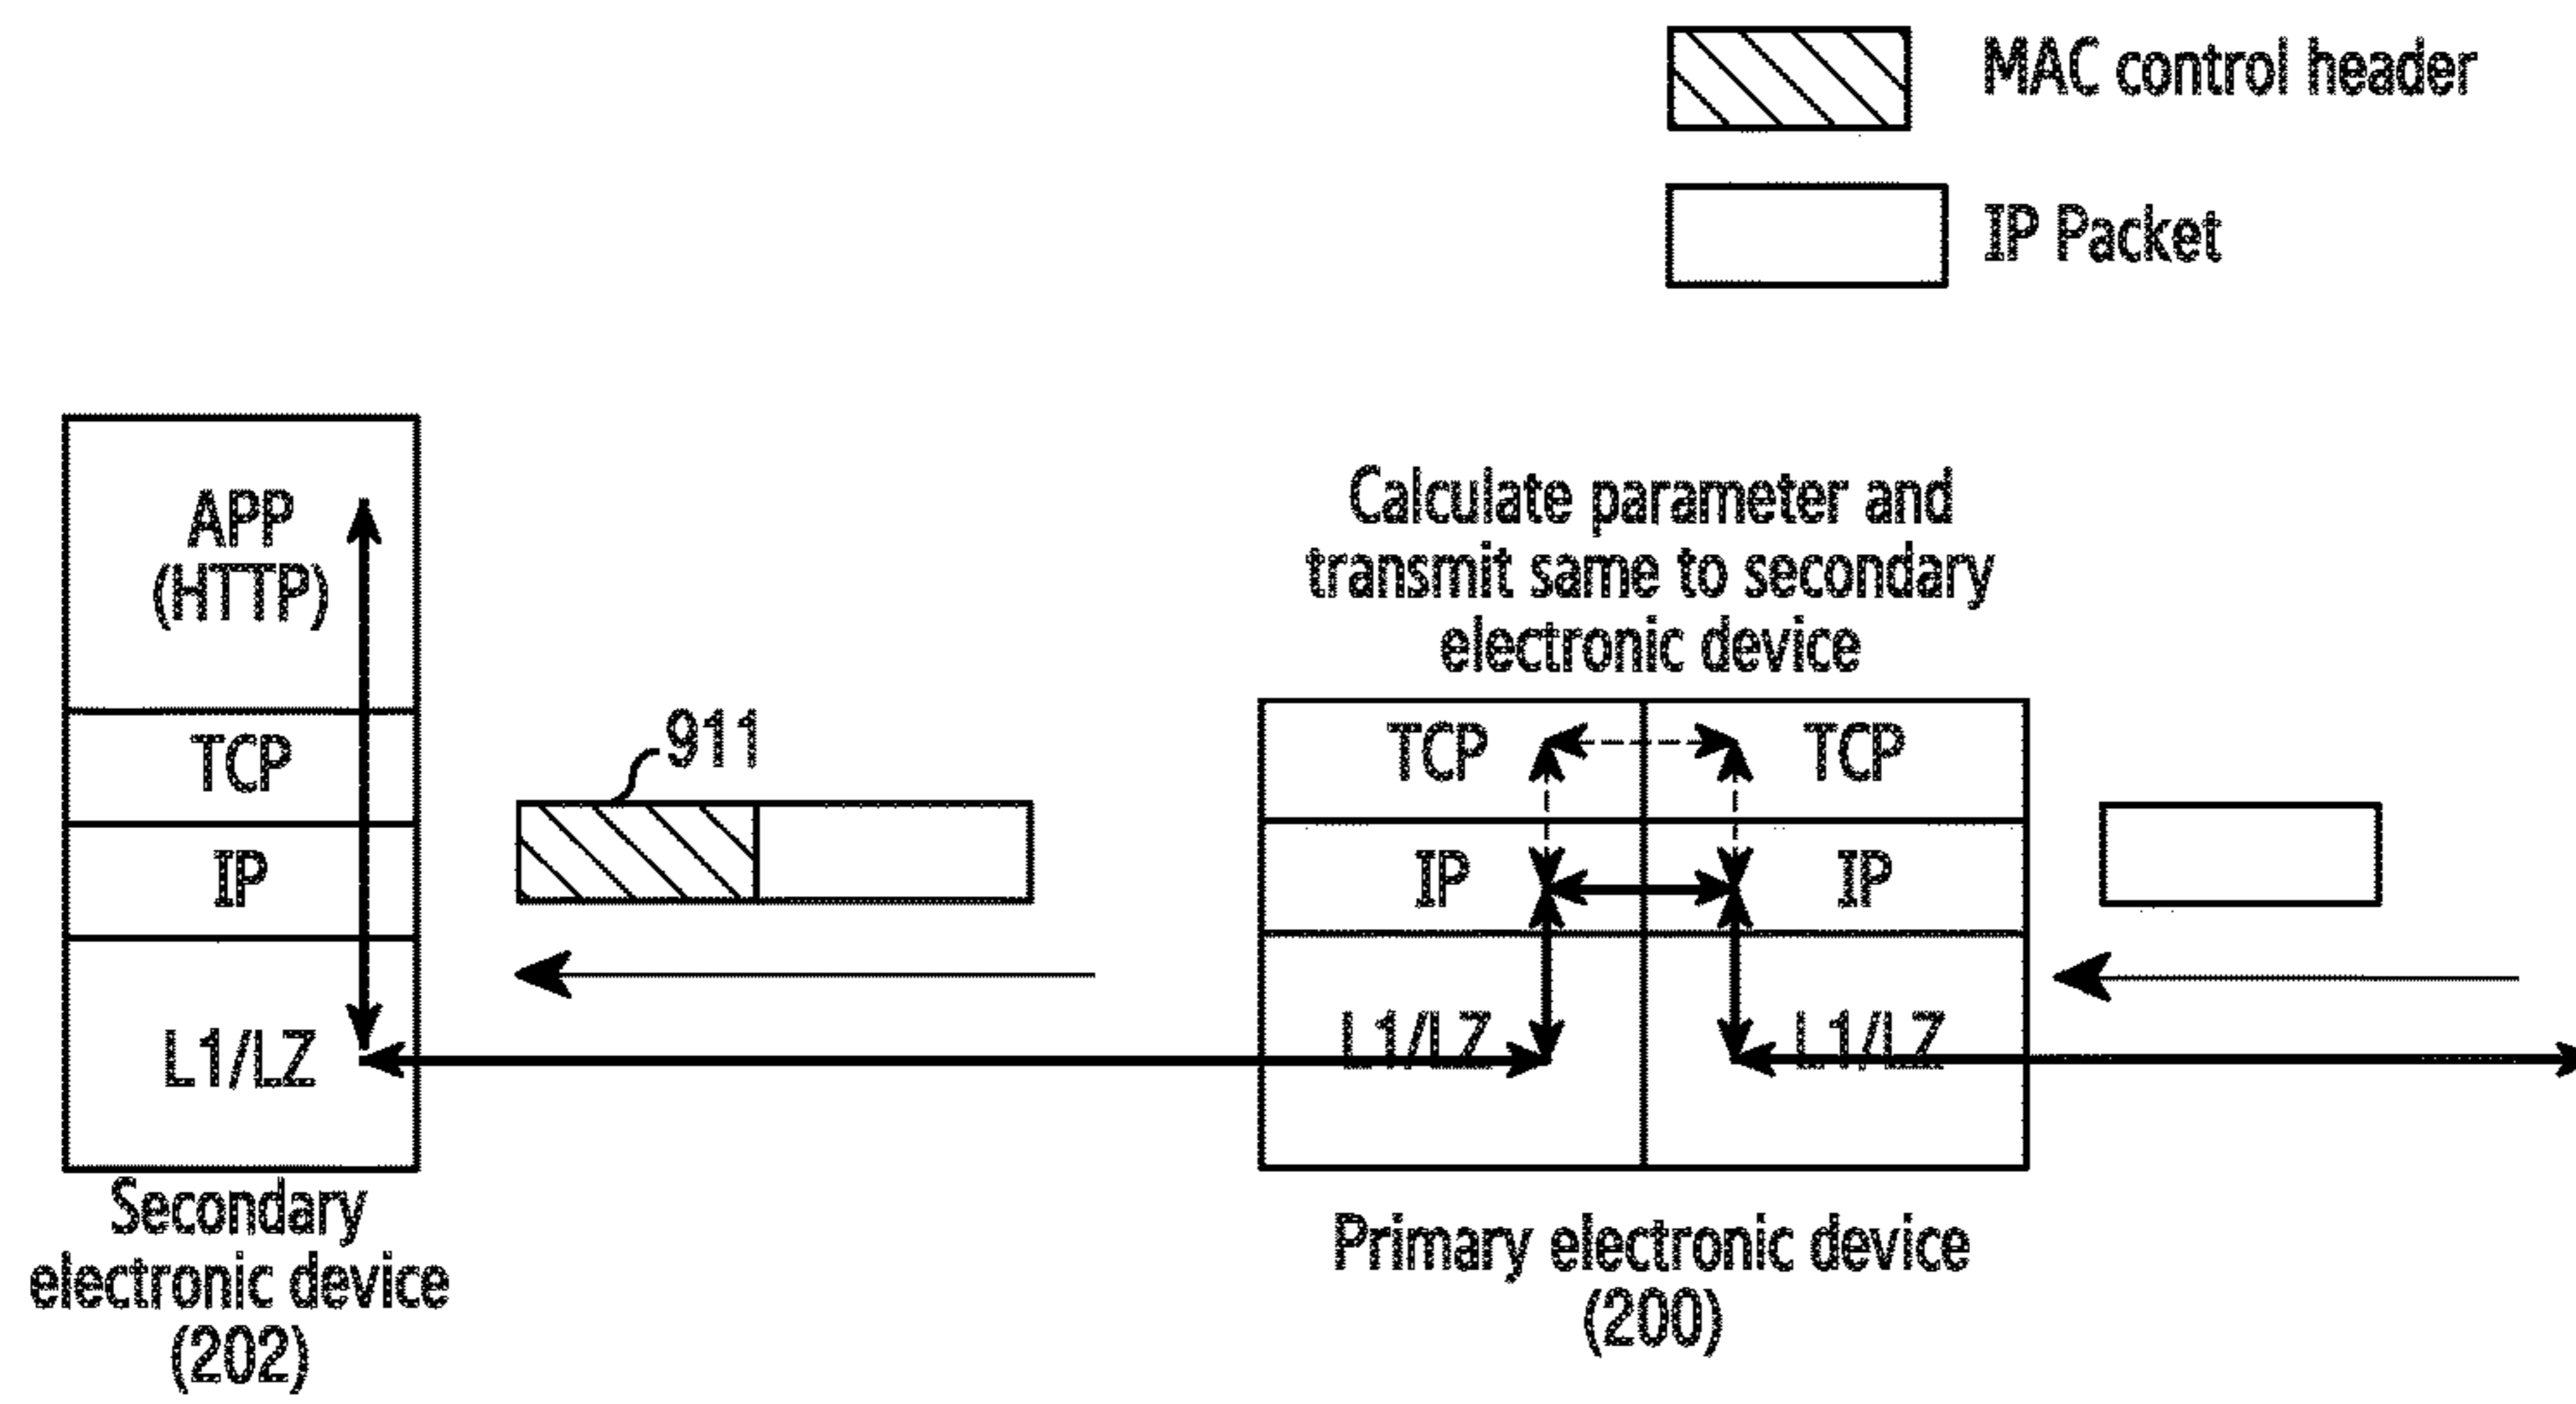 MAC control header
IP Packet
APP
(HTTP)
TCP
IP
L1/LZ
Secondary
electronic device
(202)
911
Calculate parameter and
transmit same to secondary
electronic device
TCP TCP
IP IP
L1/LZ L1/LZ
Primary electronic device
(200)